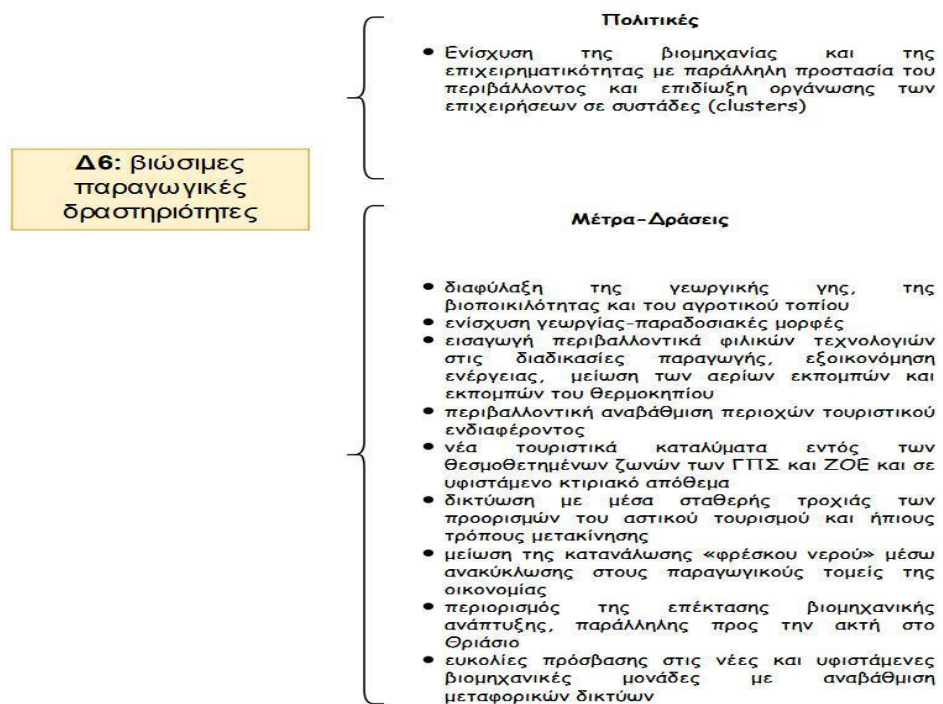 Πολιτικές
• Ενίσχυση της βιομηχανίας και της
επιχειρηματικότητας με παράλληλη προστασία του
περιβάλλοντος και επιδίωξη οργάνωσης των
επιχειρήσεων σε συστάδες (clusters)
Δ6: βιώσιμες
παραγωγικές
δραστηριότητες
Μέτρα-Δράσεις
• διαφύλαξη της γεωργικής γης, της
βιοποικιλότητας και του αγροτικού τοπίου
• ενίσχυση γεωργίας-παραδοσιακές μορφές
• εισαγωγή περιβαλλοντικά φιλικών τεχνολογιών
στις διαδικασίες παραγωγής, εξοικονόμηση
ενέργειας, μείωση των αερίων εκπομπών και
εκπομπών του θερμοκηπίου
• περιβαλλοντική αναβάθμιση περιοχών τουριστικού
ενδιαφέροντος
• νέα τουριστικά καταλύματα εντός των
θεσμοθετημένων ζωνών των ΓΠΣ και ΖΟΕ και σε
υφιστάμενο κτιριακό απόθεμα
• δικτύωση με μέσα σταθερής τροχιάς των
προορισμών του αστικού τουρισμού και ήπιους
τρόπους μετακίνησης
• μείωση της κατανάλωσης «φρέσκου νερού» μέσω
ανακύκλωσης στους παραγωγικούς τομείς της
οικονομίας
• περιορισμός της επέκτασης βιομηχανικής
ανάπτυξης, παράλληλης προς την ακτή στο
Θριάσιο
• ευκολίες πρόσβασης στις νέες και υφιστάμενες
βιομηχανικές μονάδες με αναβάθμιση
μεταφορικών δικτύων